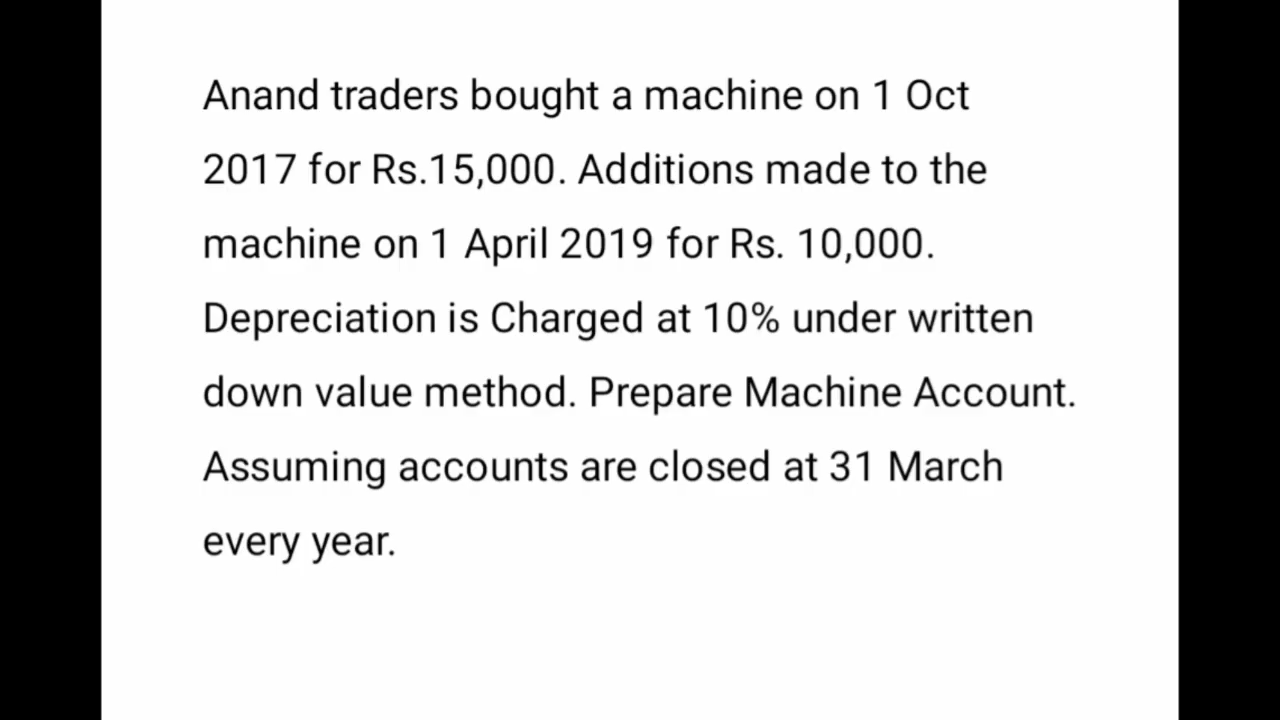 Anand traders bought a machine on 1 Oct
2017 for Rs.15,000. Additions made to the
machine on 1 April 2019 for Rs. 10,000.
Depreciation is Charged at 10% under written
down value method. Prepare Machine Account.
Assuming accounts are closed at 31 March
every year.